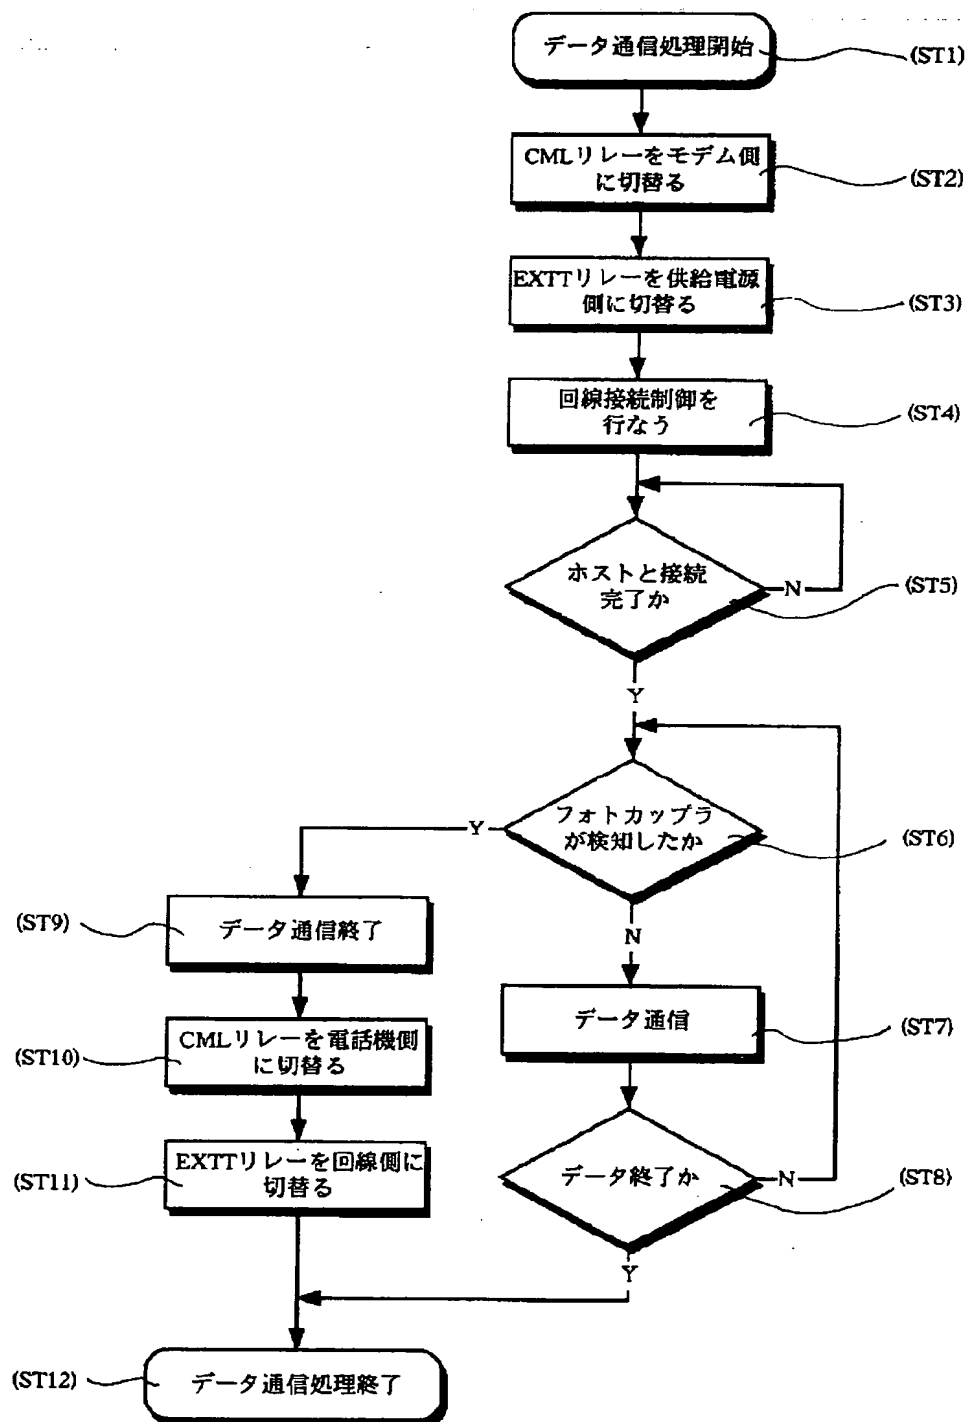 データ通信処理開始
(ST1)
CMLリレーをモデム側
に切替る
(ST2)
EXTTリレーを供給電源
側に切替る
(ST3)
回線接続制御を
行なう
(ST4)
ホストと接続
完了か
N
(ST5)
Y
フォトカップラ
が検知したか
Y
(ST6)
N
(ST9)
データ通信終了
データ通信
(ST7)
(ST10)
CMLリレーを電話機側
に切替る
(ST11)
EXTTリレーを回線側に
切替る
データ終了か
N
(ST8)
Y
(ST12)
データ通信処理終了